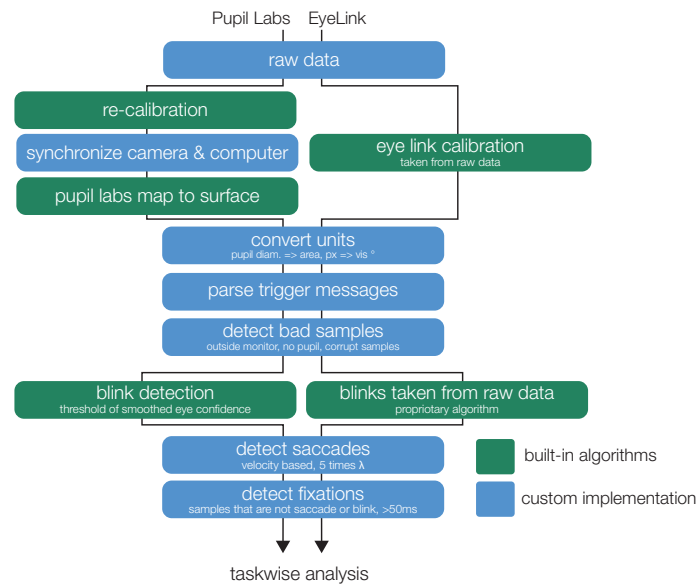 Pupil Labs EyeLink
raw data
re-calibration
synchronize camera & computer
eye link calibration
taken from raw data
pupil labs map to surface
convert units
pupil diam. => area, px => vis °
parse trigger messages
detect bad samples
outside monitor, no pupil, corrupt samples
blink detection
threshold of smoothed eye confidence
blinks taken from raw data
propriotary algorithm
detect saccades
velocity based, 5 times λ
detect fixations
samples that are not saccade or blink, >50ms
taskwise analysis
built-in algorithms
custom implementation